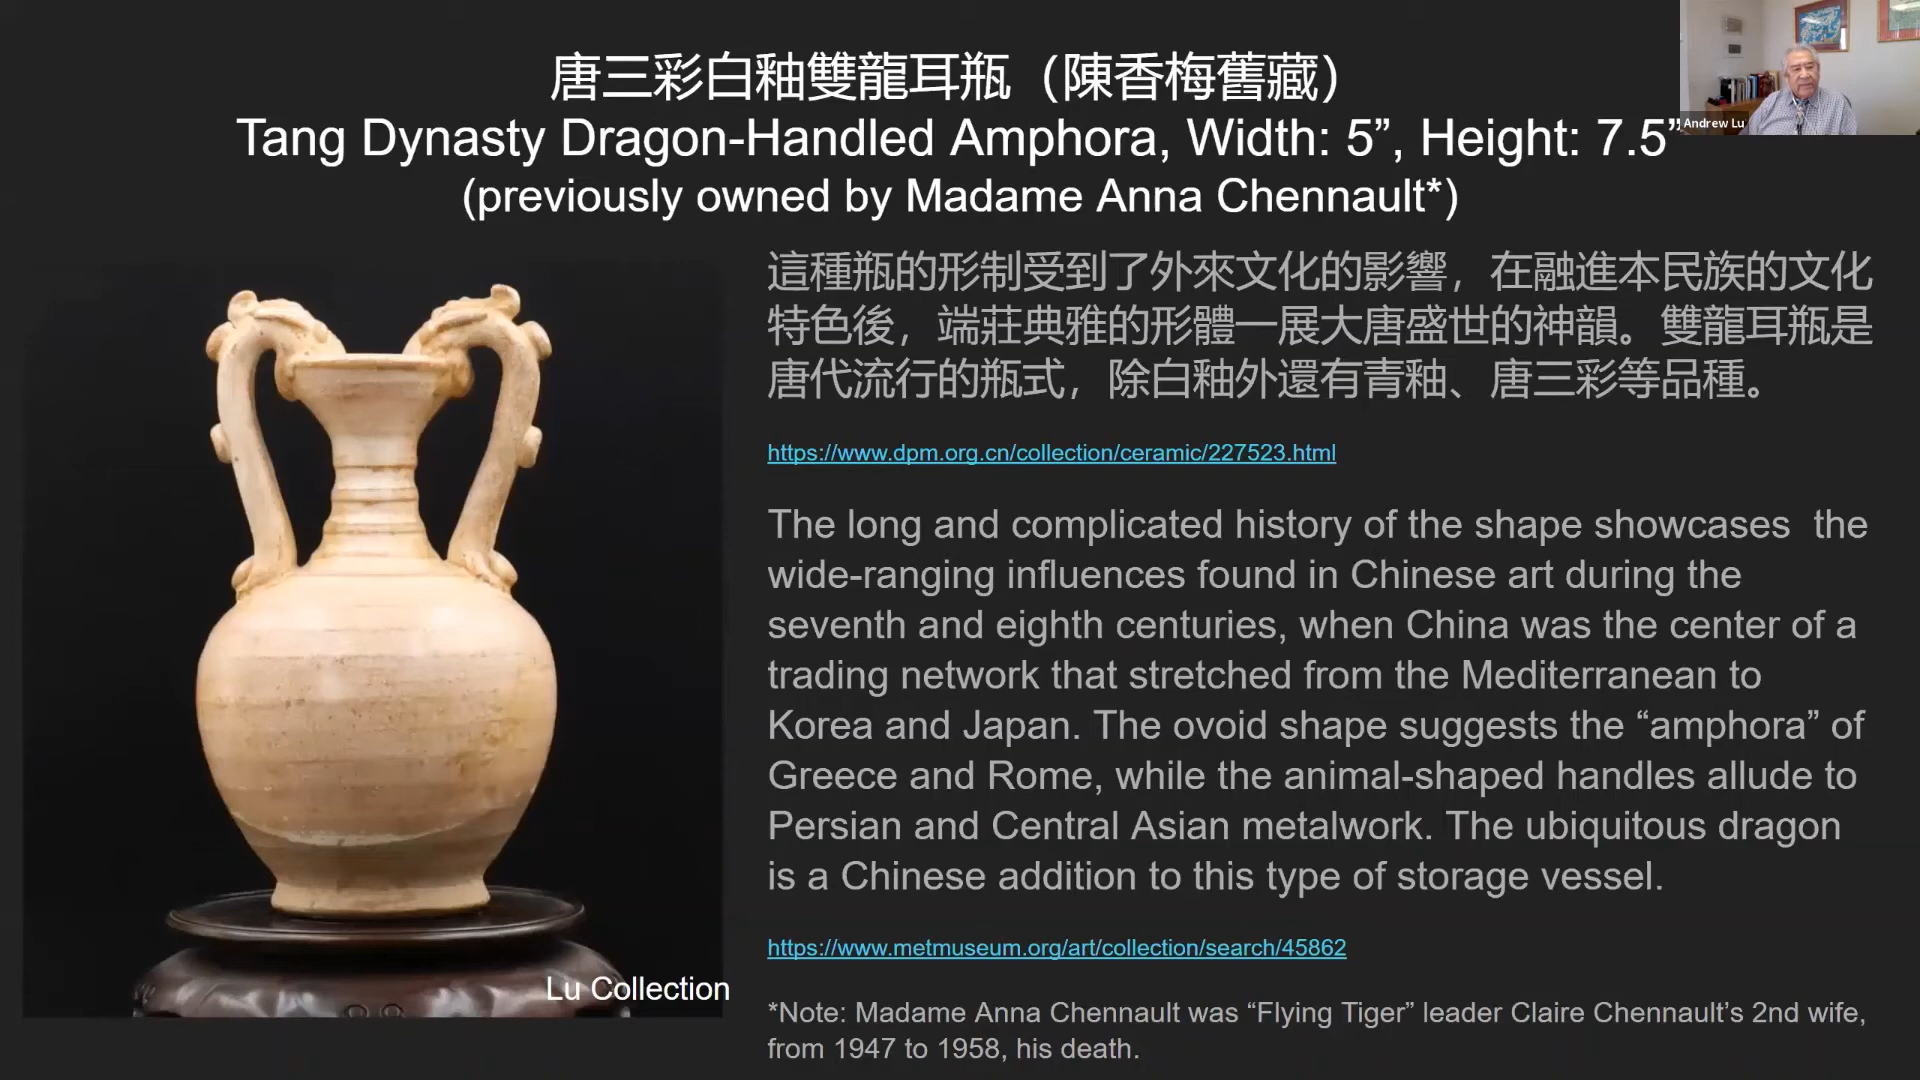 唐三彩白釉雙龍耳瓶（陳香梅舊藏）
Tang Dynasty Dragon-Handled Amphora, Width: 5”, Height: 7.5”
(previously owned by Madame Anna Chennault*)
Andrew Lu
這種瓶的形制受到了外來文化的影響，在融進本民族的文化
特色後，端莊典雅的形體一展大唐盛世的神韻。雙龍耳瓶是
唐代流行的瓶式，除白釉外還有青釉、唐三彩等品種。
https://www.dpm.org.cn/collection/ceramic/227523.html
The long and complicated history of the shape showcases  the
wide-ranging influences found in Chinese art during the
seventh and eighth centuries, when China was the center of a
trading network that stretched from the Mediterranean to
Korea and Japan. The ovoid shape suggests the “amphora” of
Greece and Rome, while the animal-shaped handles allude to
Persian and Central Asian metalwork. The ubiquitous dragon
is a Chinese addition to this type of storage vessel.
https://www.metmuseum.org/art/collection/search/45862
Lu Collection
*Note: Madame Anna Chennault was “Flying Tiger” leader Claire Chennault’s 2nd wife,
from 1947 to 1958, his death.